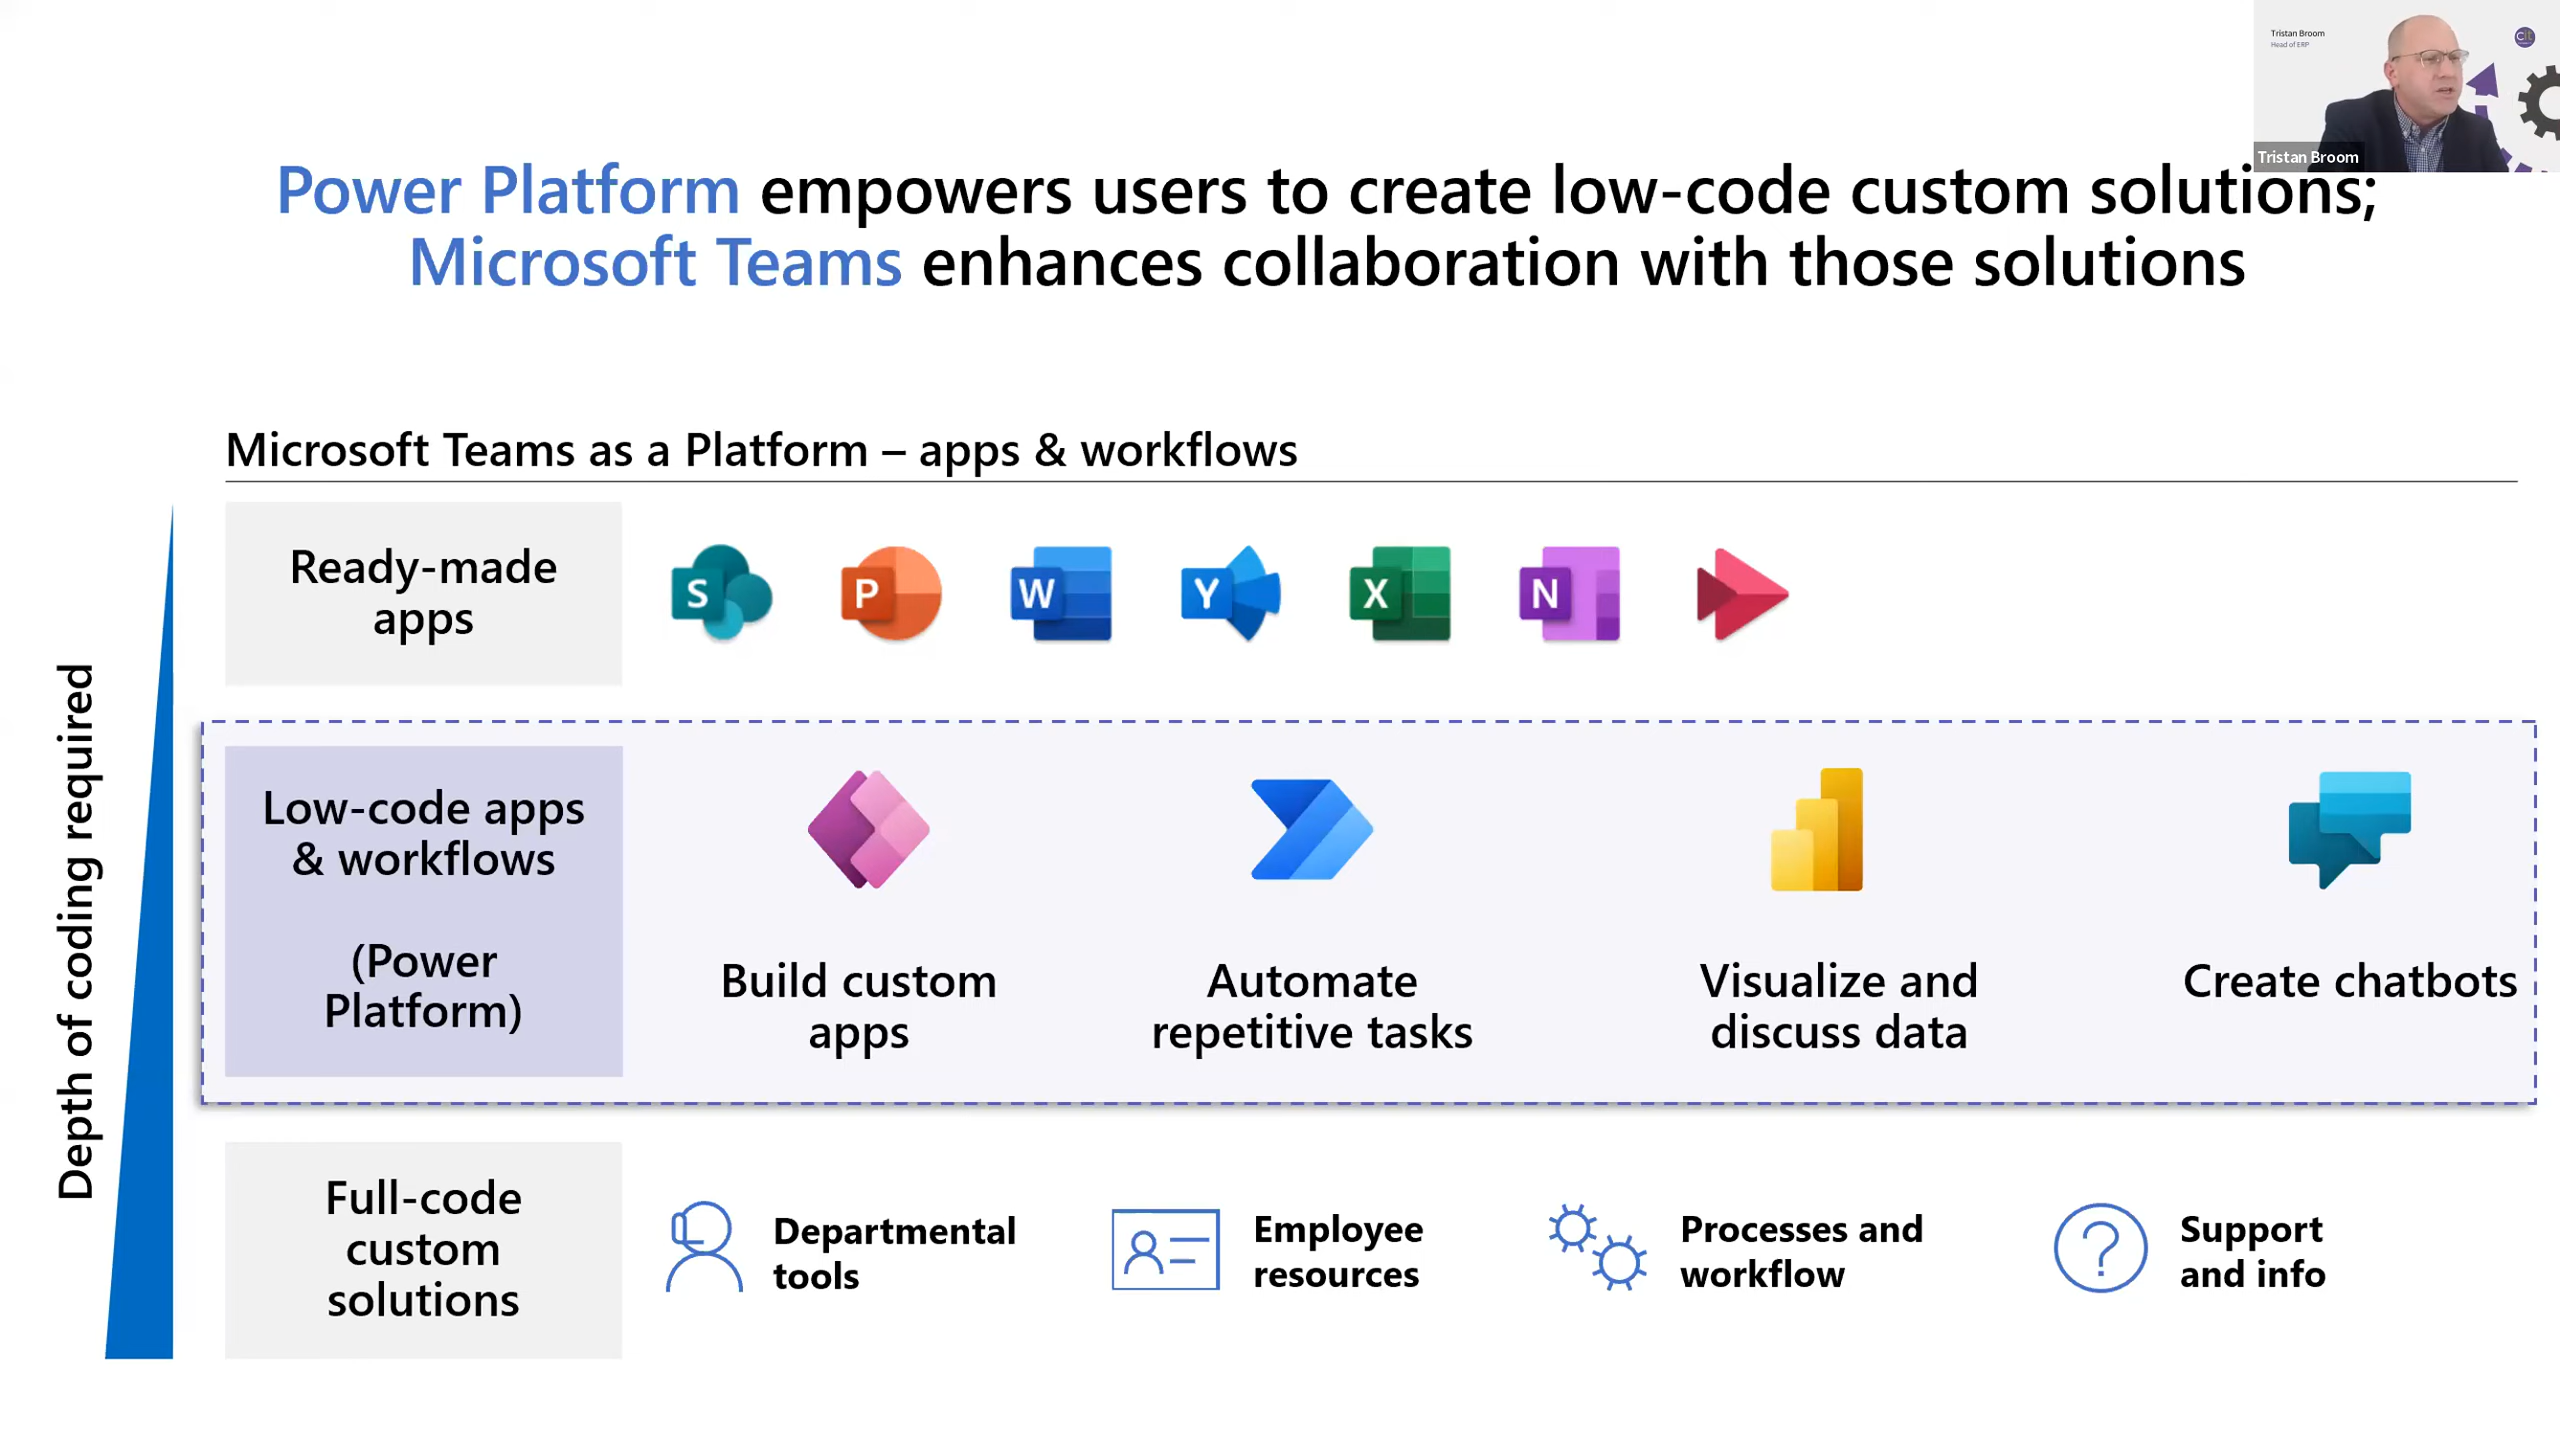 Tristan Broom
Head of ERP
cit
Tristan Broom
Power Platform empowers users to create low-code custom solutions;
Microsoft Teams enhances collaboration with those solutions
Microsoft Teams as a Platform – apps & workflows
Depth of coding required
Ready-made
apps
S
P
W
Y
X
N
Low-code apps
& workflows
(Power
Platform)
Build custom
apps
Automate
repetitive tasks
Visualize and
discuss data
Create chatbots
Full-code
custom
solutions
Departmental
tools
Employee
resources
Processes and
workflow
Support
and info